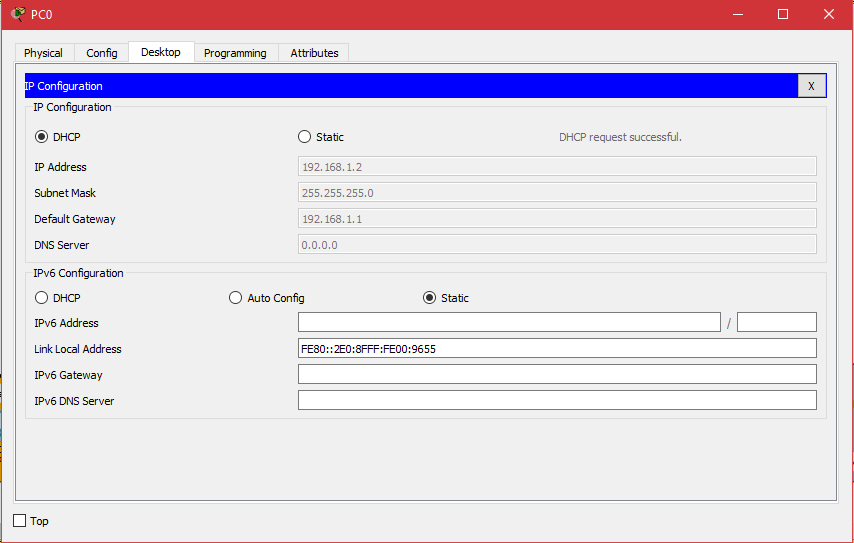 PC0
Physical Config Desktop Programming Attributes
IP Configuration X
IP Configuration
DHCP Static DHCP request successful.
IP Address 192.168.1.2
Subnet Mask 255.255.255.0
Default Gateway 192.168.1.1
DNS Server 0.0.0.0
IPv6 Configuration
DHCP Auto Config Static
IPv6 Address /
Link Local Address FE80::2E0:8FFF:FE00:9655
IPv6 Gateway
IPv6 DNS Server
Top